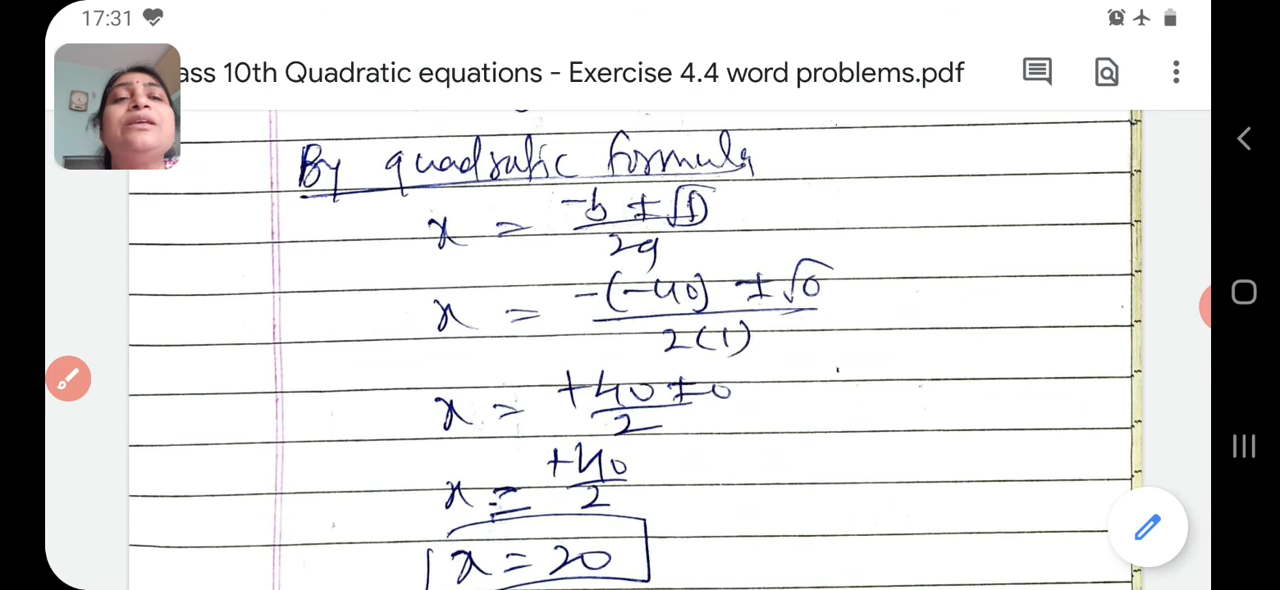 17:31
ass 10th Quadratic equations - Exercise 4.4 word problems.pdf
By quadratic formula
x = -b ± √D / 2a
x = -(-40) ± √0 / 2(1)
x = +40 ± 0 / 2
x = +40 / 2
x = 20